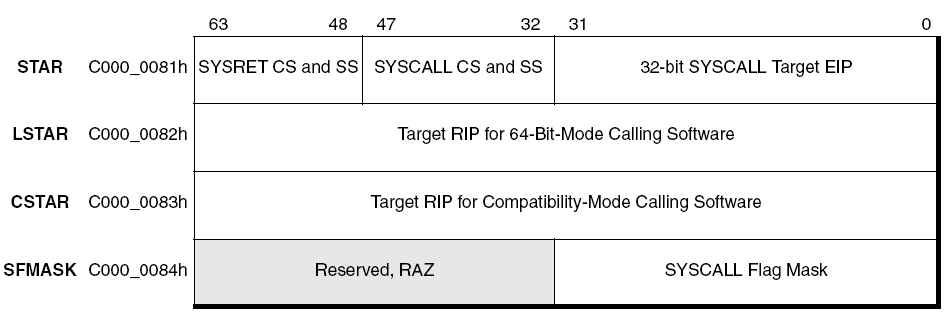 63 48 47 32 31 0
STAR C000_0081h SYSRET CS and SS SYSCALL CS and SS 32-bit SYSCALL Target EIP
LSTAR C000_0082h Target RIP for 64-Bit-Mode Calling Software
CSTAR C000_0083h Target RIP for Compatibility-Mode Calling Software
SFMASK C000_0084h Reserved, RAZ SYSCALL Flag Mask